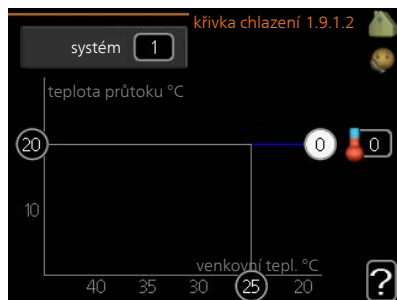 křivka chlazení 1.9.1.2
systém 1
teplota průtoku °C
20 0 0
10
venkovní tepl. °C
40 35 30 25 20
?